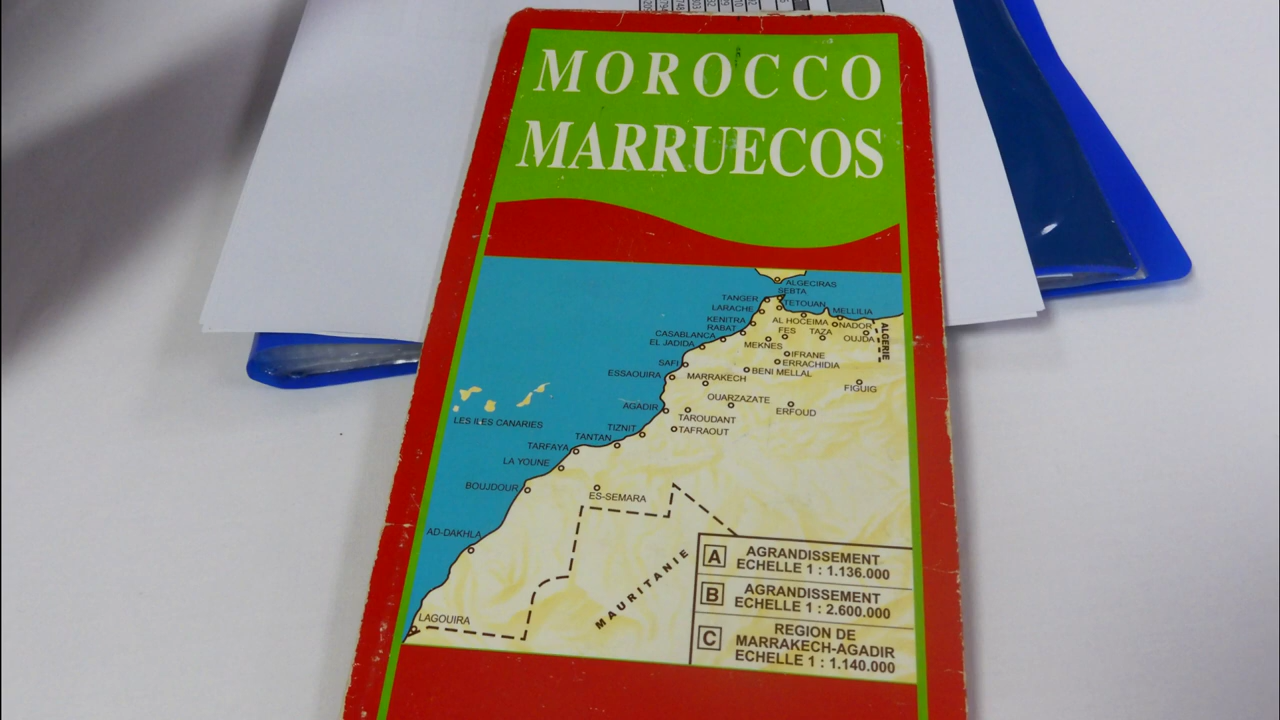 MOROCCO
MARRUECOS
ALGECIRAS
SEBTA
TANGER
TETOUAN
LARACHE
MELLILIA
KENITRA
AL HOCEIMA
NADOR
RABAT
FES
TAZA
CASABLANCA
OUJDA
ALGERIE
EL JADIDA
MEKNES
IFRANE
SAFI
ERRACHIDIA
ESSAOUIRA
MARRAKECH
BENI MELLAL
FIGUIG
OUARZAZATE
AGADIR
ERFOUD
LES ILES CANARIES
TAROUDANT
TIZNIT
TAFRAOUT
TANTAN
TARFAYA
LA YOUNE
BOUJDOUR
ES-SEMARA
AD-DAKHLA
MAURITANIE
LAGOUIRA
A AGRANDISSEMENT
ECHELLE 1 : 1.136.000
B AGRANDISSEMENT
ECHELLE 1 : 2.600.000
C REGION DE
MARRAKECH-AGADIR
ECHELLE 1 : 1.140.000